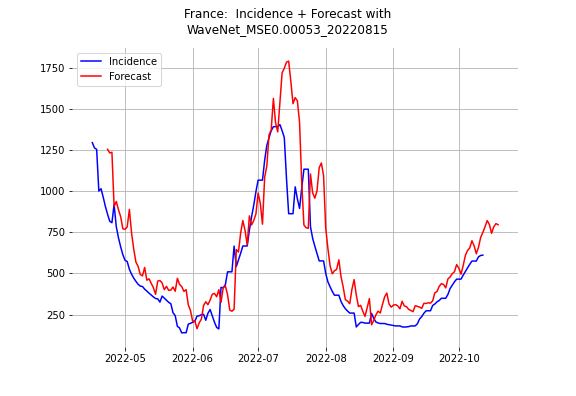 France:  Incidence + Forecast with
WaveNet_MSE0.00053_20220815
Incidence
Forecast
1750
1500
1250
1000
750
500
250
2022-05 2022-06 2022-07 2022-08 2022-09 2022-10